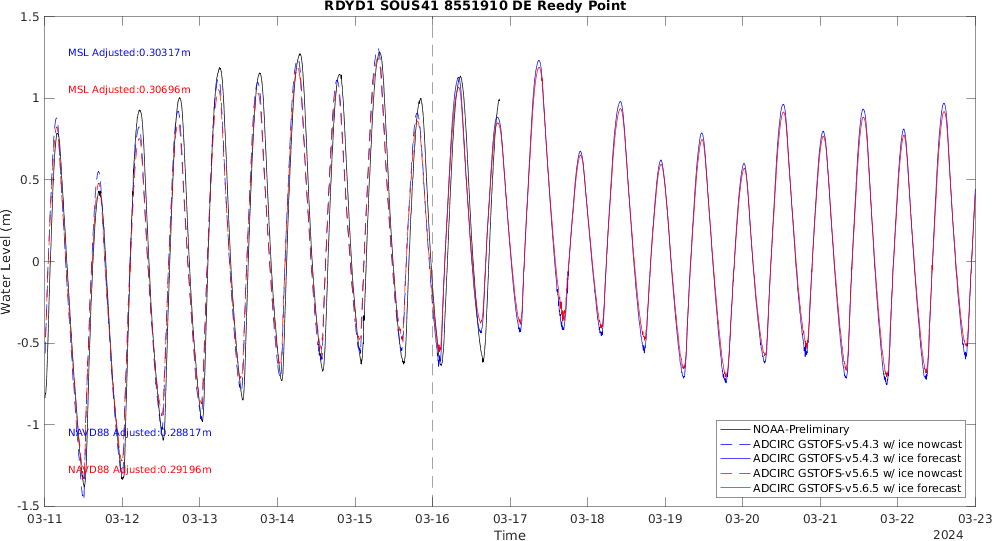 RDYD1 SOUS41 8551910 DE Reedy Point
1.5
1
0.5
0
-0.5
-1
-1.5
Water Level (m)
MSL Adjusted:0.30317m
MSL Adjusted:0.30696m
NAVD88 Adjusted:0.28817m
NAVD88 Adjusted:0.29196m
NOAA-Preliminary
ADCIRC GSTOFS-v5.4.3 w/ ice nowcast
ADCIRC GSTOFS-v5.4.3 w/ ice forecast
ADCIRC GSTOFS-v5.6.5 w/ ice nowcast
ADCIRC GSTOFS-v5.6.5 w/ ice forecast
03-11 03-12 03-13 03-14 03-15 03-16 03-17 03-18 03-19 03-20 03-21 03-22 03-23
Time
2024